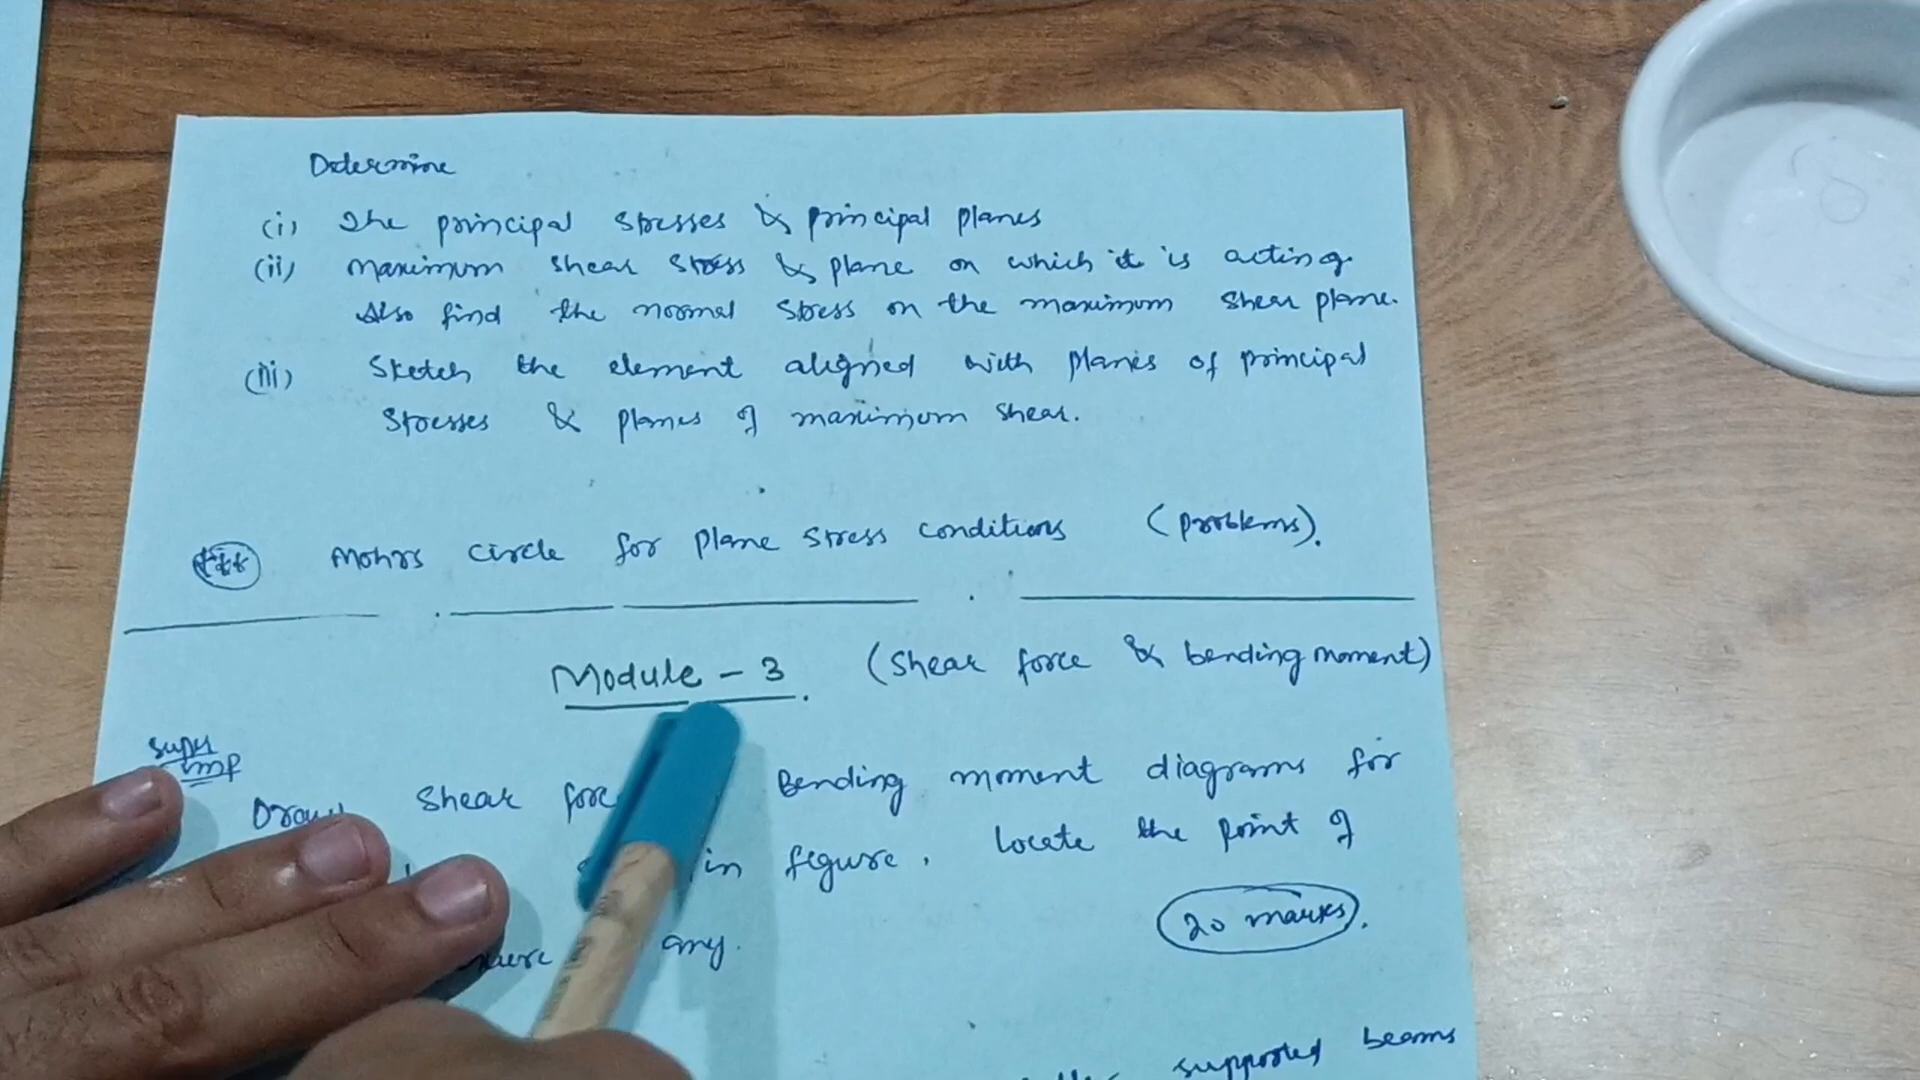 Determine
(i) The principal stresses & principal planes
(ii) Maximum shear stress & plane on which it is acting.
Also find the normal stress on the maximum shear plane.
(iii) Sketch the element aligned with planes of principal
stresses & planes of maximum shear.
*** Mohrs circle for plane stress conditions (problems).
Module - 3 (shear force & bending moment)
super
imp
Draw shear Bending moment diagrams for
in figure. Locate the point of
any. 20 marks.
supported beams